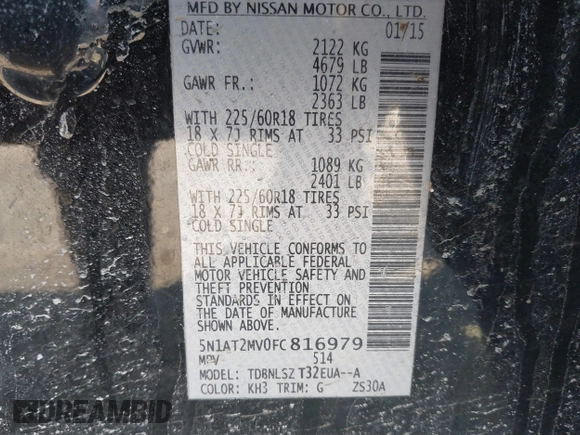 MFD BY NISSAN MOTOR CO., LTD.
DATE: 01/15
GVWR: 2122 KG
4679 LB
GAWR FR.: 1072 KG
2363 LB
WITH 225/60R18 TIRES
18 X 7J RIMS AT 33 PSI
COLD SINGLE
GAWR RR.: 1089 KG
2401 LB
WITH 225/60R18 TIRES
18 X 7J RIMS AT 33 PSI
COLD SINGLE
THIS VEHICLE CONFORMS TO
ALL APPLICABLE FEDERAL
MOTOR VEHICLE SAFETY AND
THEFT PREVENTION
STANDARDS IN EFFECT ON
THE DATE OF MANUFACTURE
SHOWN ABOVE.
5N1AT2MV0FC816979
MPV 514
MODEL: TDBNLSZ T32EUA--A
COLOR: KH3 TRIM: G ZS30A
DREAMBID